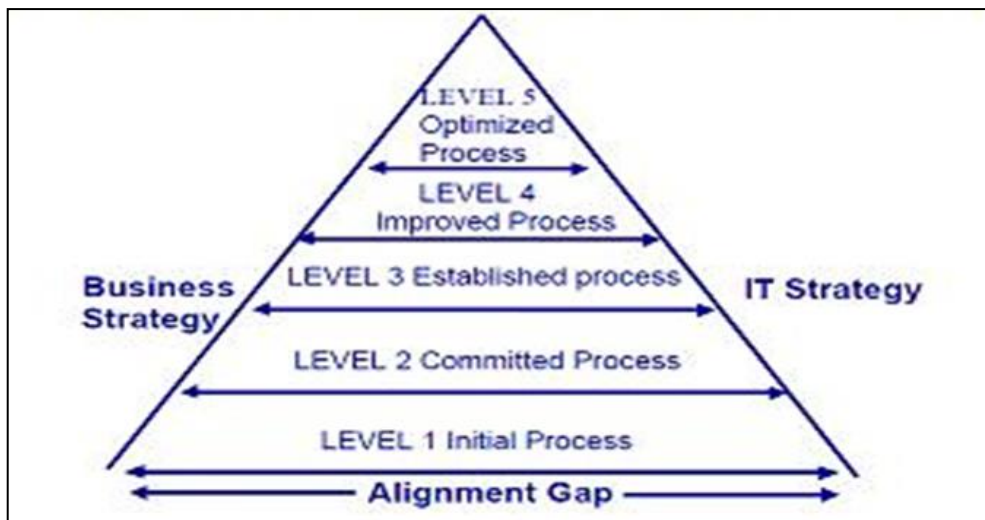 LEVEL 5
Optimized
Process
LEVEL 4
Improved Process
LEVEL 3 Established process
Business
Strategy
IT Strategy
LEVEL 2 Committed Process
LEVEL 1 Initial Process
Alignment Gap